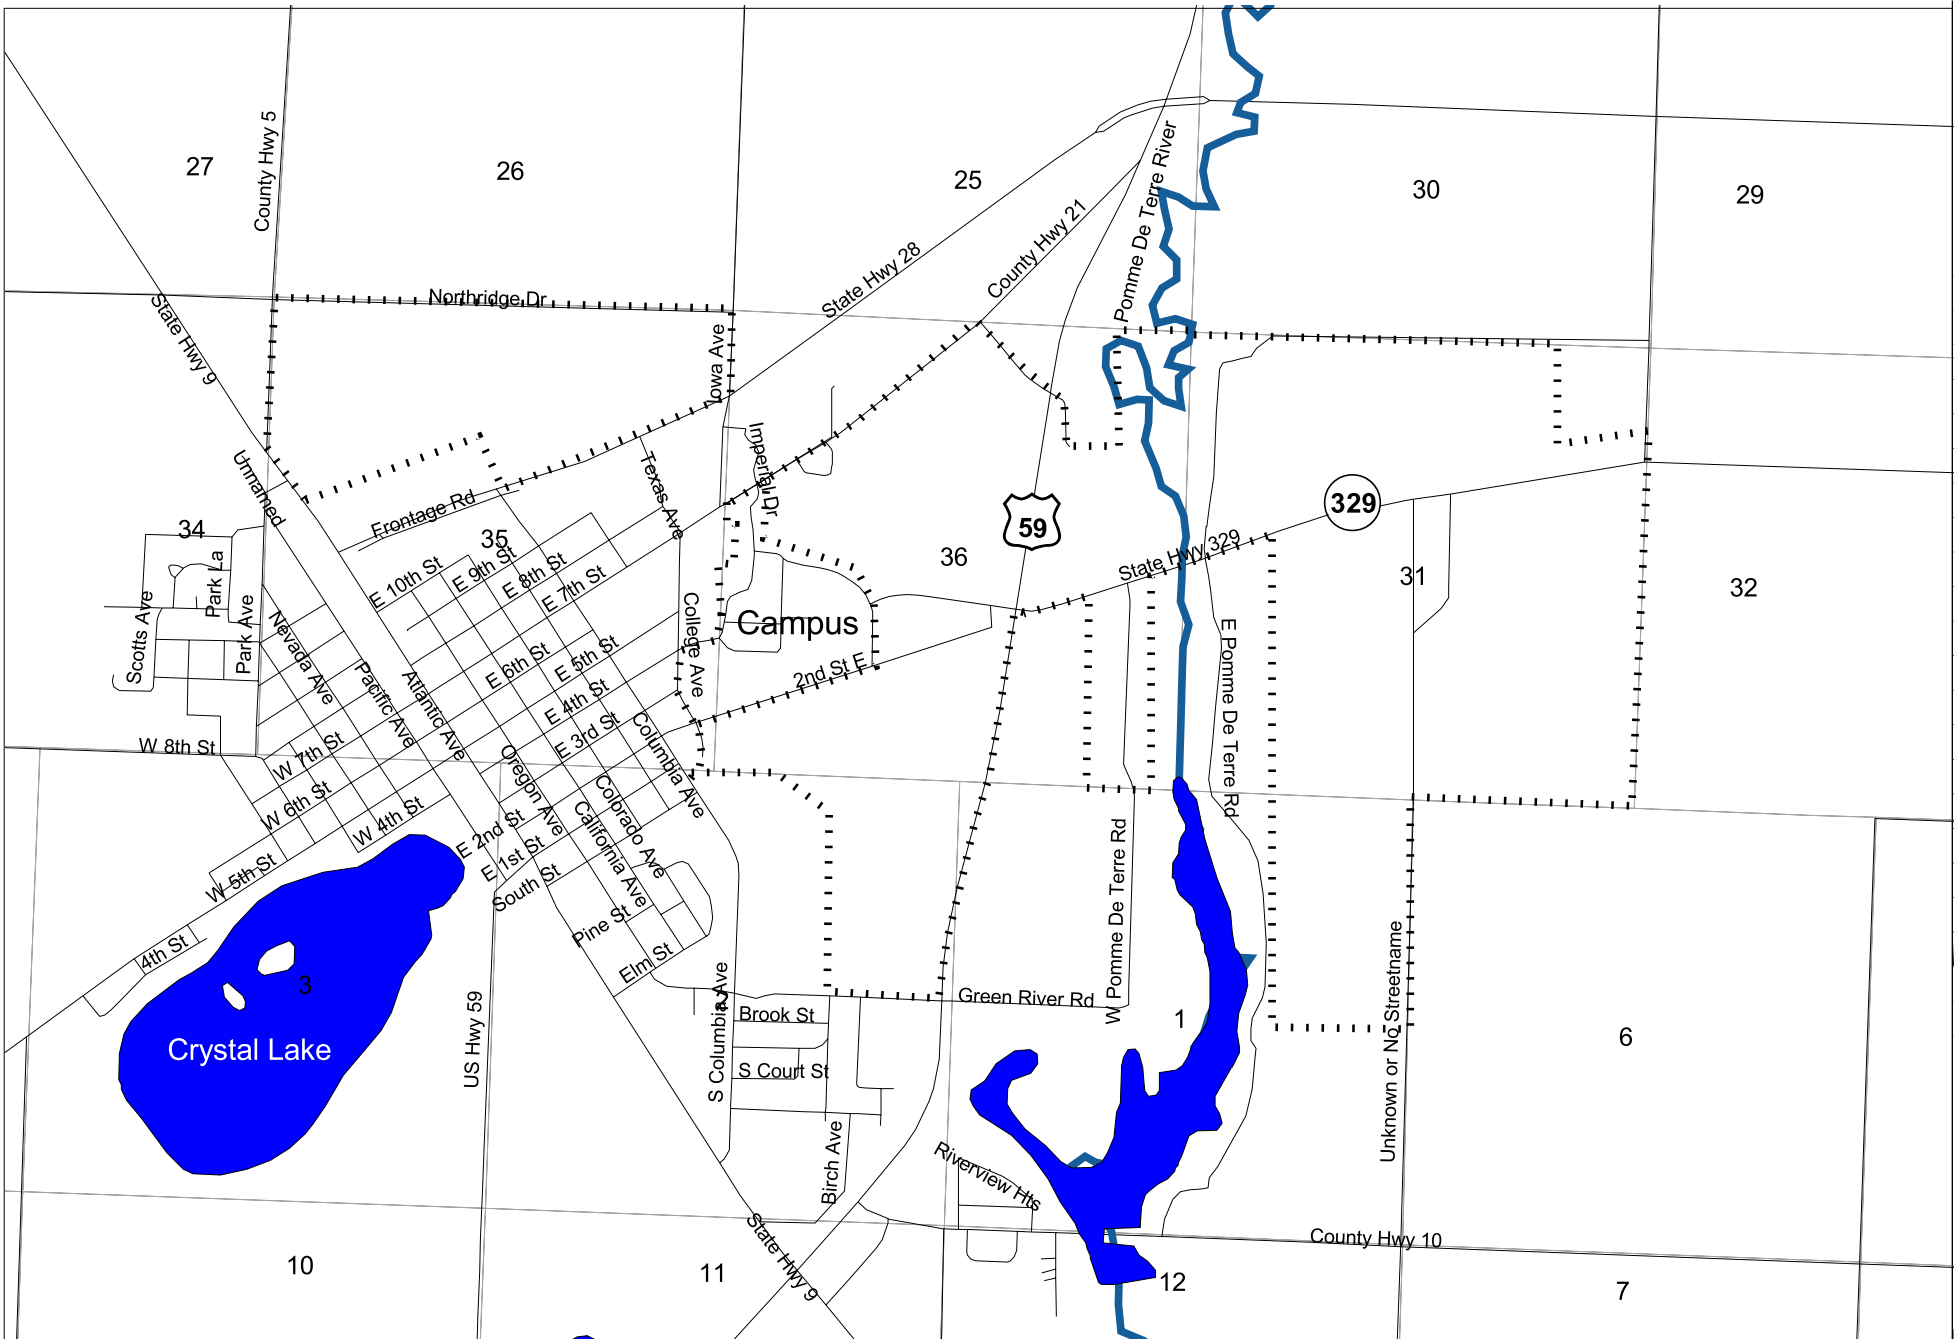 27
County Hwy 5
26
25
30
29
Pomme De Terre River
County Hwy 21
State Hwy 28
Northridge Dr
State Hwy 9
Iowa Ave
Imperial Dr
Texas Ave
Unnamed
Frontage Rd
34
35
59
329
36
State Hwy 329
31
32
Park La
Scotts Ave
Park Ave
E 10th St
E 9th St
E 8th St
E 7th St
College Ave
Campus
Nevada Ave
Pacific Ave
Atlantic Ave
E 6th St
E 5th St
E 4th St
E 3rd St
2nd St E
E Pomme De Terre Rd
W 8th St
W 7th St
W 6th St
W 4th St
W 5th St
4th St
Oregon Ave
Columbia Ave
Colorado Ave
California Ave
E 2nd St
E 1st St
South St
Pine St
Elm St
W Pomme De Terre Rd
3
Crystal Lake
US Hwy 59
2
S Columbia Ave
Brook St
S Court St
Birch Ave
Green River Rd
1
Unknown or No Streetname
6
Riverview Hts
County Hwy 10
10
11
State Hwy 9
12
7